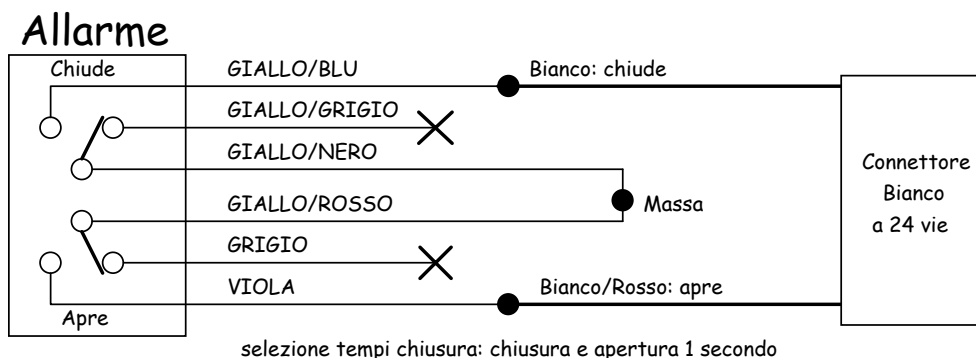 Allarme
Chiude
GIALLO/BLU
Bianco: chiude
GIALLO/GRIGIO
GIALLO/NERO
Connettore
Bianco
a 24 vie
GIALLO/ROSSO
Massa
GRIGIO
VIOLA
Bianco/Rosso: apre
Apre
selezione tempi chiusura: chiusura e apertura 1 secondo